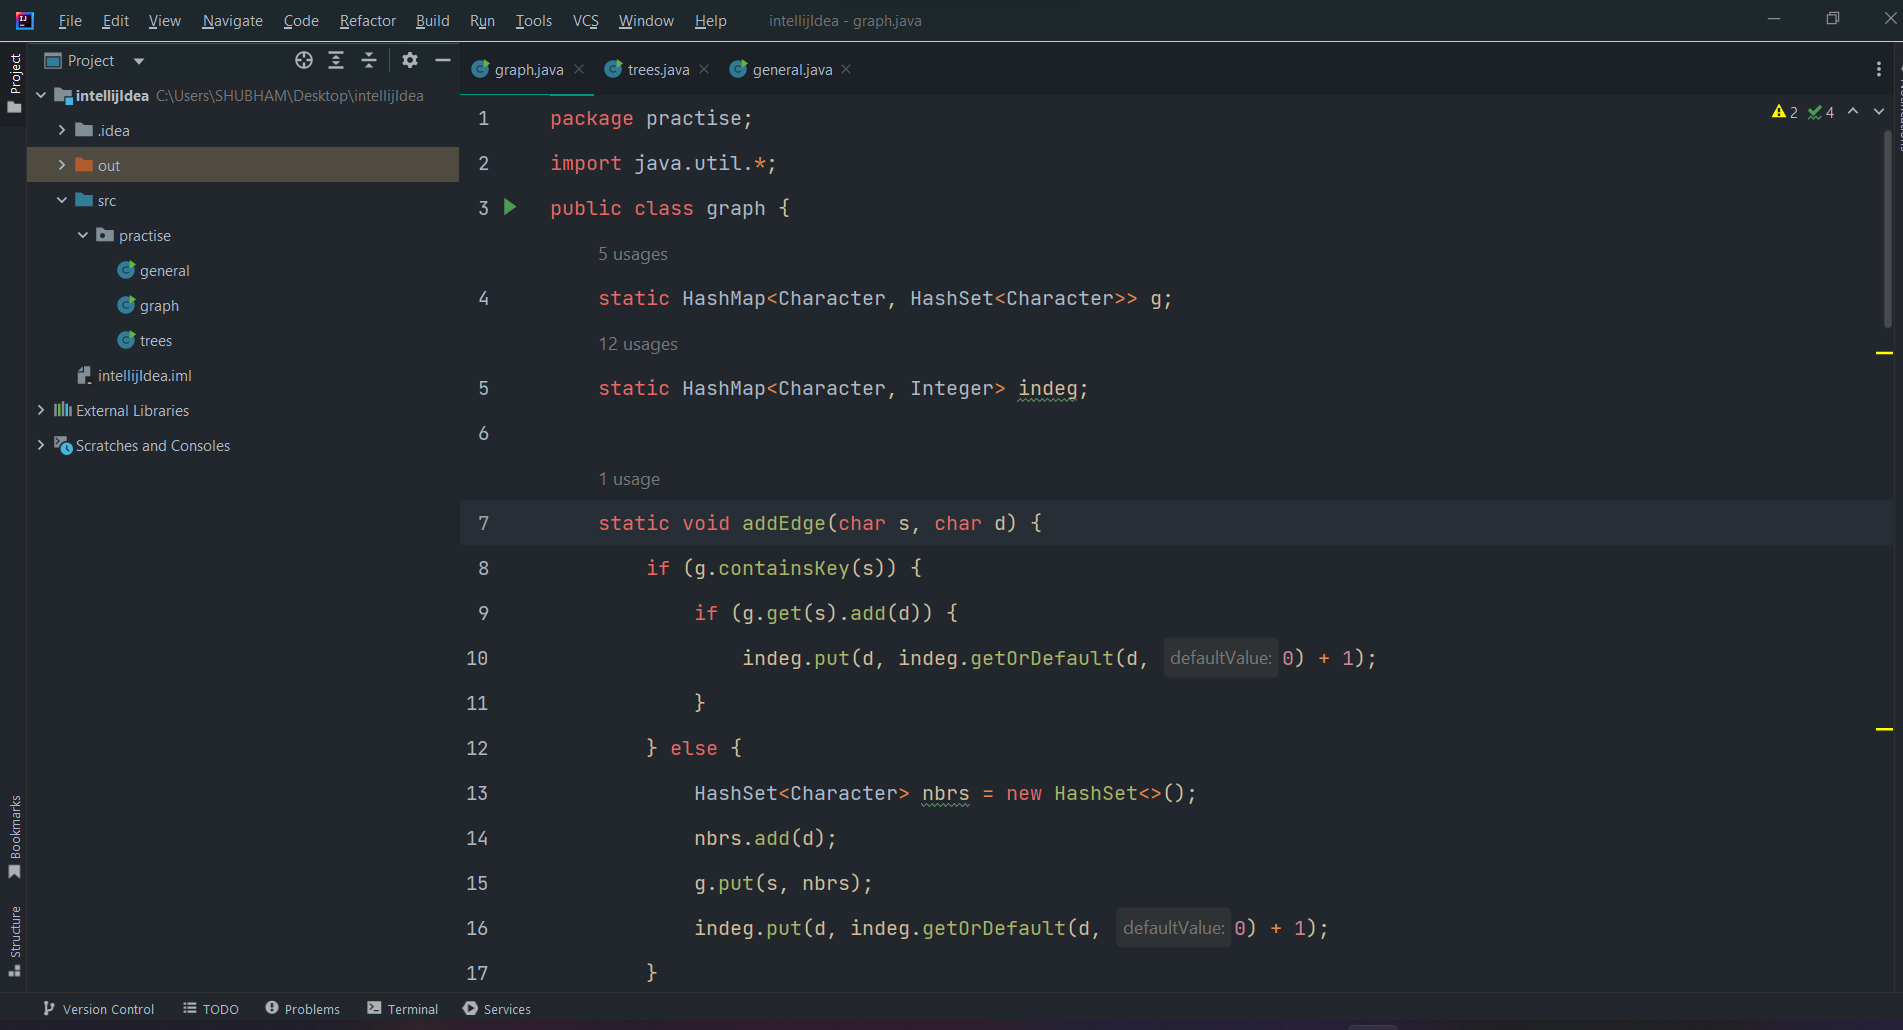 File Edit View Navigate Code Refactor Build Run Tools VCS Window Help intellijIdea - graph.java
Project
Project
graph.java trees.java general.java
intellijIdea C:\Users\SHUBHAM\Desktop\intellijIdea
.idea
out
src
practise
general
graph
trees
intellijIdea.iml
External Libraries
Scratches and Consoles
2 4
1 package practise;
2 import java.util.*;
3 public class graph {
5 usages
4 static HashMap<Character, HashSet<Character>> g;
12 usages
5 static HashMap<Character, Integer> indeg;
6
1 usage
7 static void addEdge(char s, char d) {
8 if (g.containsKey(s)) {
9 if (g.get(s).add(d)) {
10 indeg.put(d, indeg.getOrDefault(d, defaultValue: 0) + 1);
11 }
12 } else {
13 HashSet<Character> nbrs = new HashSet<>();
14 nbrs.add(d);
15 g.put(s, nbrs);
16 indeg.put(d, indeg.getOrDefault(d, defaultValue: 0) + 1);
17 }
Bookmarks
Structure
Version Control TODO Problems Terminal Services